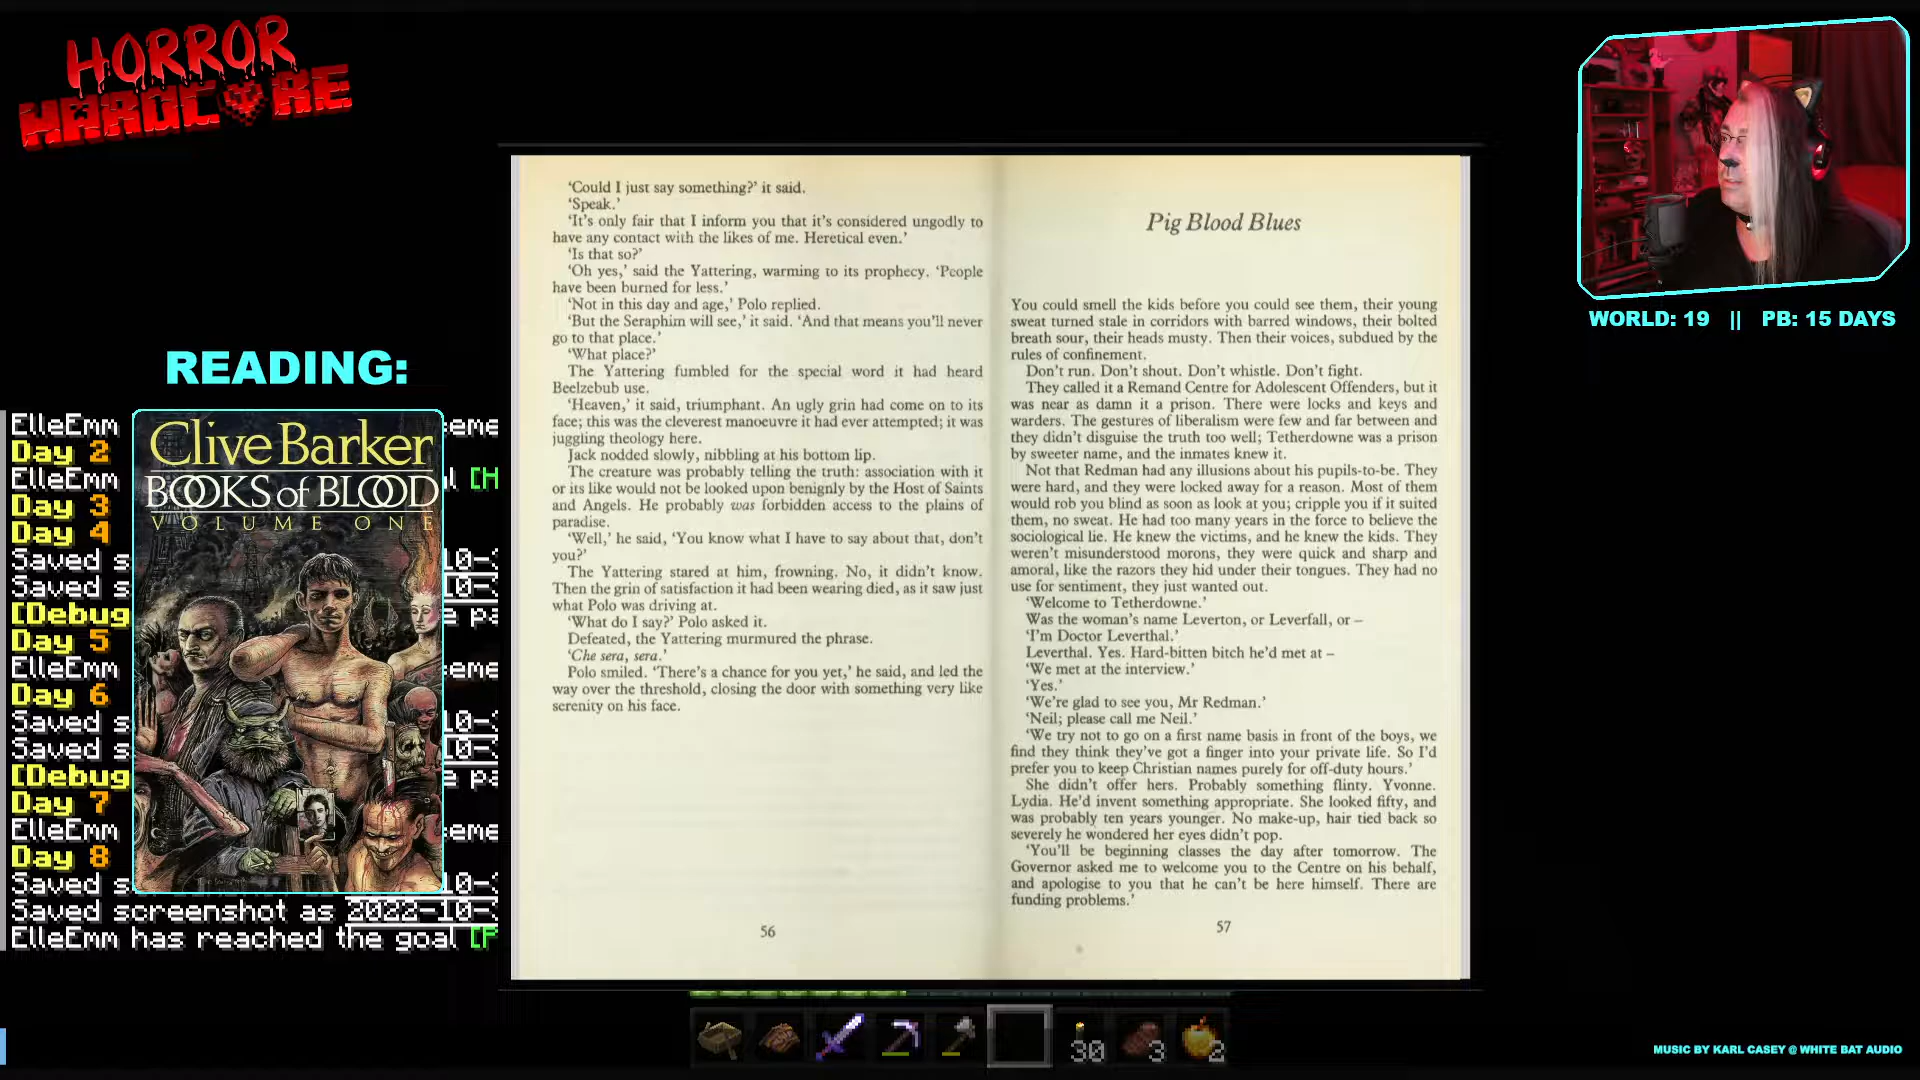 HORROR
HARDCORE
WORLD: 19 || PB: 15 DAYS
READING:
Clive Barker
BOOKS of BLOOD
VOLUME ONE
ElleEmm
Day 2
ElleEmm
Day 3
Day 4
Saved
Saved
[Debug
Day 5
ElleEmm
Day 6
Saved
Saved
[Debug
Day 7
ElleEmm
Day 8
Saved
Saved screenshot as 2022-10-
ElleEmm has reached the goal
‘Could I just say something?’ it said.
‘Speak.’
‘It’s only fair that I inform you that it’s considered ungodly to
have any contact with the likes of me. Heretical even.’
‘Is that so?’
‘Oh yes,’ said the Yattering, warming to its prophecy. ‘People
have been burned for less.’
‘Not in this day and age,’ Polo replied.
‘But the Seraphim will see,’ it said. ‘And that means you’ll never
go to that place.’
‘What place?’
The Yattering fumbled for the special word it had heard
Beelzebub use.
‘Heaven,’ it said, triumphant. An ugly grin had come on to its
face; this was the cleverest manoeuvre it had ever attempted; it was
juggling theology here.
Jack nodded slowly, nibbling at his bottom lip.
The creature was probably telling the truth: association with it
or its like would not be looked upon benignly by the Host of Saints
and Angels. He probably was forbidden access to the plains of
paradise.
‘Well,’ he said, ‘You know what I have to say about that, don’t
you?’
The Yattering stared at him, frowning. No, it didn’t know.
Then the grin of satisfaction it had been wearing died, as it saw just
what Polo was driving at.
‘What do I say?’ Polo asked it.
Defeated, the Yattering murmured the phrase.
‘Che sera, sera.’
Polo smiled. ‘There’s a chance for you yet,’ he said, and led the
way over the threshold, closing the door with something very like
serenity on his face.
56
Pig Blood Blues
You could smell the kids before you could see them, their young
sweat turned stale in corridors with barred windows, their bolted
breath sour, their heads musty. Then their voices, subdued by the
rules of confinement.
Don’t run. Don’t shout. Don’t whistle. Don’t fight.
They called it a Remand Centre for Adolescent Offenders, but it
was near as damn it a prison. There were locks and keys and
warders. The gestures of liberalism were few and far between and
they didn’t disguise the truth too well; Tetherdowne was a prison
by sweeter name, and the inmates knew it.
Not that Redman had any illusions about his pupils-to-be. They
were hard, and they were locked away for a reason. Most of them
would rob you blind as soon as look at you; cripple you if it suited
them, no sweat. He had too many years in the force to believe the
sociological lie. He knew the victims, and he knew the kids. They
weren’t misunderstood morons, they were quick and sharp and
amoral, like the razors they hid under their tongues. They had no
use for sentiment, they just wanted out.
‘Welcome to Tetherdowne.’
Was the woman’s name Leverton, or Leverfall, or –
‘I’m Doctor Leverthal.’
Leverthal. Yes. Hard-bitten bitch he’d met at –
‘We met at the interview.’
‘Yes.’
‘We’re glad to see you, Mr Redman.’
‘Neil; please call me Neil.’
‘We try not to go on a first name basis in front of the boys, we
find they think they’ve got a finger into your private life. So I’d
prefer you to keep Christian names purely for off-duty hours.’
She didn’t offer hers. Probably something flinty. Yvonne.
Lydia. He’d invent something appropriate. She looked fifty, and
was probably ten years younger. No make-up, hair tied back so
severely he wondered her eyes didn’t pop.
‘You’ll be beginning classes the day after tomorrow. The
Governor asked me to welcome you to the Centre on his behalf,
and apologise to you that he can’t be here himself. There are
funding problems.’
57
30
3
2
MUSIC BY KARL CASEY @ WHITE BAT AUDIO